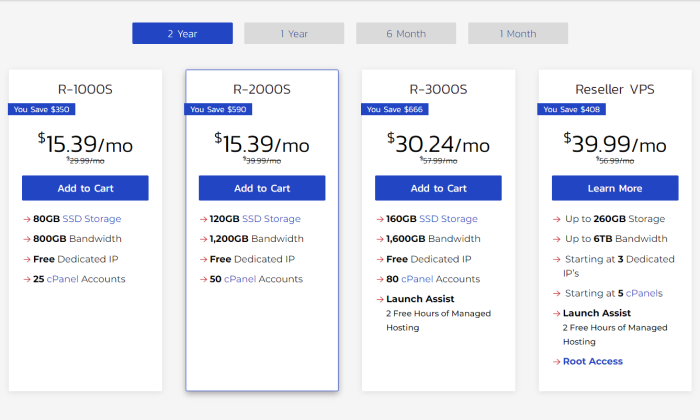 2 Year
1 Year
6 Month
1 Month
R-1000S
You Save $350
$15.39/mo
$29.99/mo
Add to Cart
→ 80GB SSD Storage
→ 800GB Bandwidth
→ Free Dedicated IP
→ 25 cPanel Accounts
R-2000S
You Save $590
$15.39/mo
$39.99/mo
Add to Cart
→ 120GB SSD Storage
→ 1,200GB Bandwidth
→ Free Dedicated IP
→ 50 cPanel Accounts
R-3000S
You Save $666
$30.24/mo
$57.99/mo
Add to Cart
→ 160GB SSD Storage
→ 1,600GB Bandwidth
→ Free Dedicated IP
→ 80 cPanel Accounts
→ Launch Assist
2 Free Hours of Managed
Hosting
Reseller VPS
You Save $408
$39.99/mo
$56.99/mo
Learn More
→ Up to 260GB Storage
→ Up to 6TB Bandwidth
→ Starting at 3 Dedicated
IP's
→ Starting at 5 cPanels
→ Launch Assist
2 Free Hours of Managed
Hosting
→ Root Access